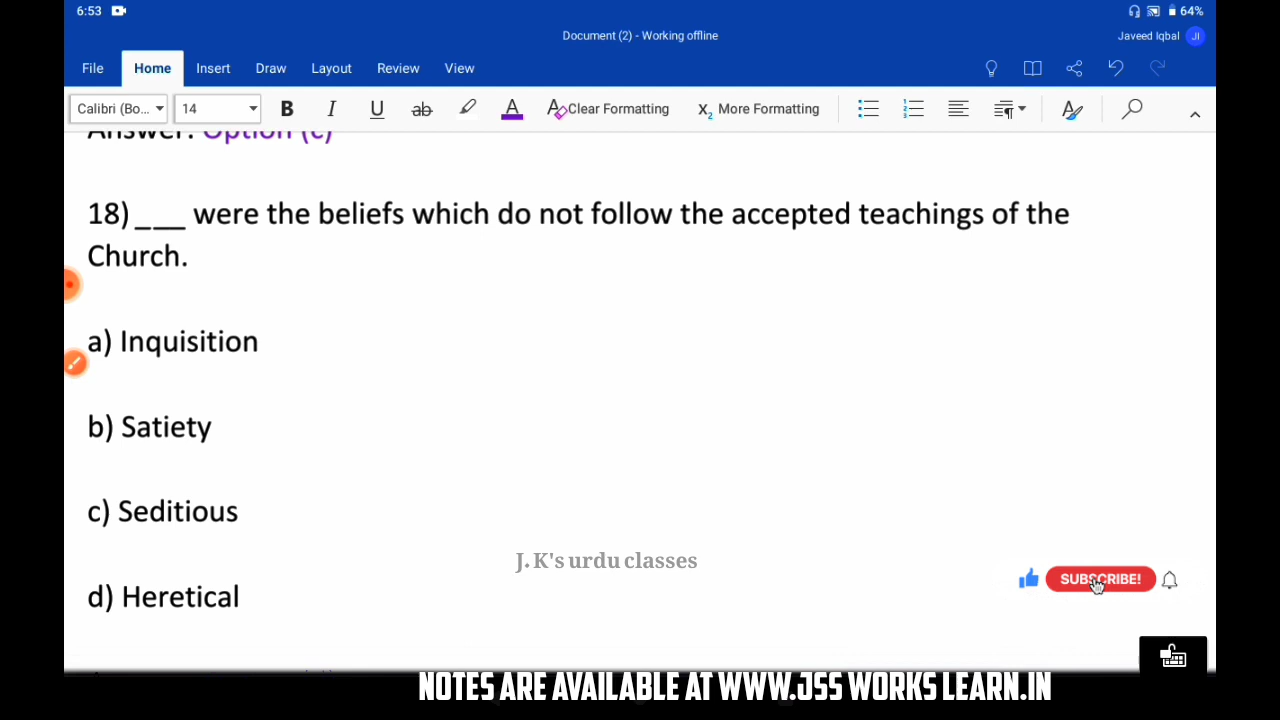 6:53
64%
Document (2) - Working offline
Javeed Iqbal JI
File Home Insert Draw Layout Review View
Calibri (Bo... 14 B I U ab A Clear Formatting X2 More Formatting
Answer: Option (c)
18)___ were the beliefs which do not follow the accepted teachings of the
Church.
a) Inquisition
b) Satiety
c) Seditious
J. K's urdu classes
SUBSCRIBE!
d) Heretical
NOTES ARE AVAILABLE AT WWW.JSS WORKS LEARN.IN